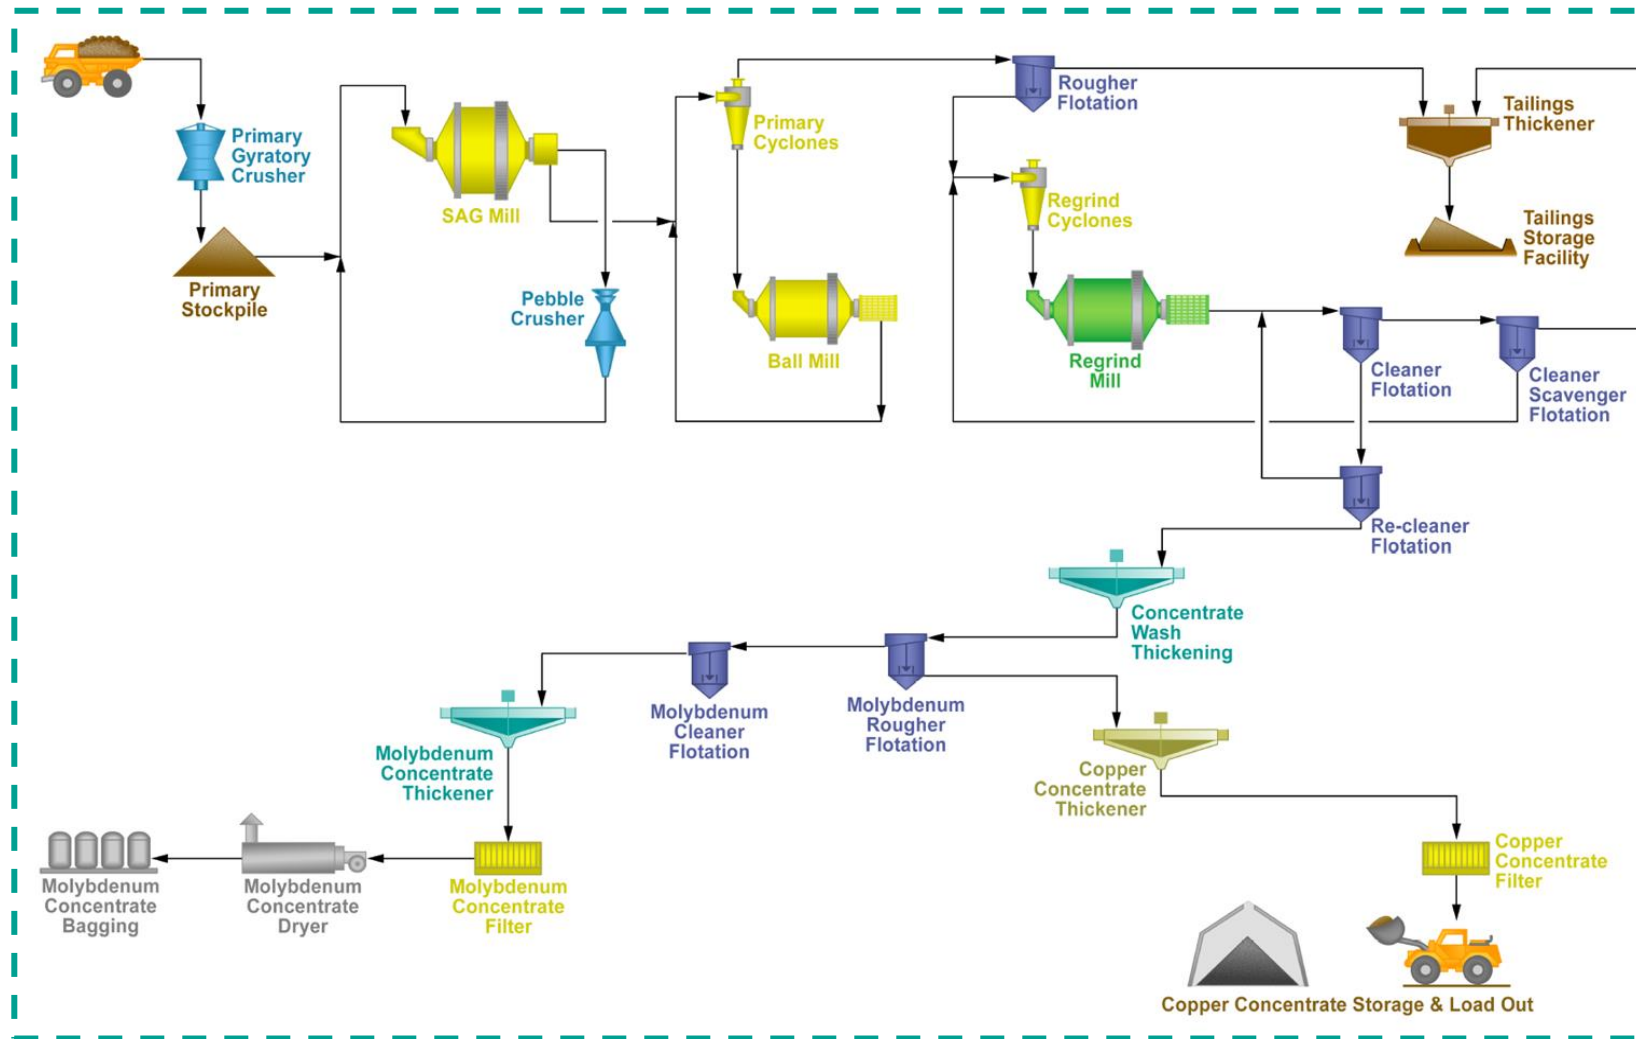 Primary
Gyratory
Crusher
Primary
Stockpile
SAG Mill
Pebble
Crusher
Primary
Cyclones
Ball Mill
Rougher
Flotation
Regrind
Cyclones
Regrind
Mill
Tailings
Thickener
Tailings
Storage
Facility
Cleaner
Flotation
Cleaner
Scavenger
Flotation
Re-cleaner
Flotation
Concentrate
Wash
Thickening
Molybdenum
Rougher
Flotation
Molybdenum
Cleaner
Flotation
Molybdenum
Concentrate
Thickener
Copper
Concentrate
Thickener
Molybdenum
Concentrate
Bagging
Molybdenum
Concentrate
Dryer
Molybdenum
Concentrate
Filter
Copper
Concentrate
Filter
Copper Concentrate Storage & Load Out